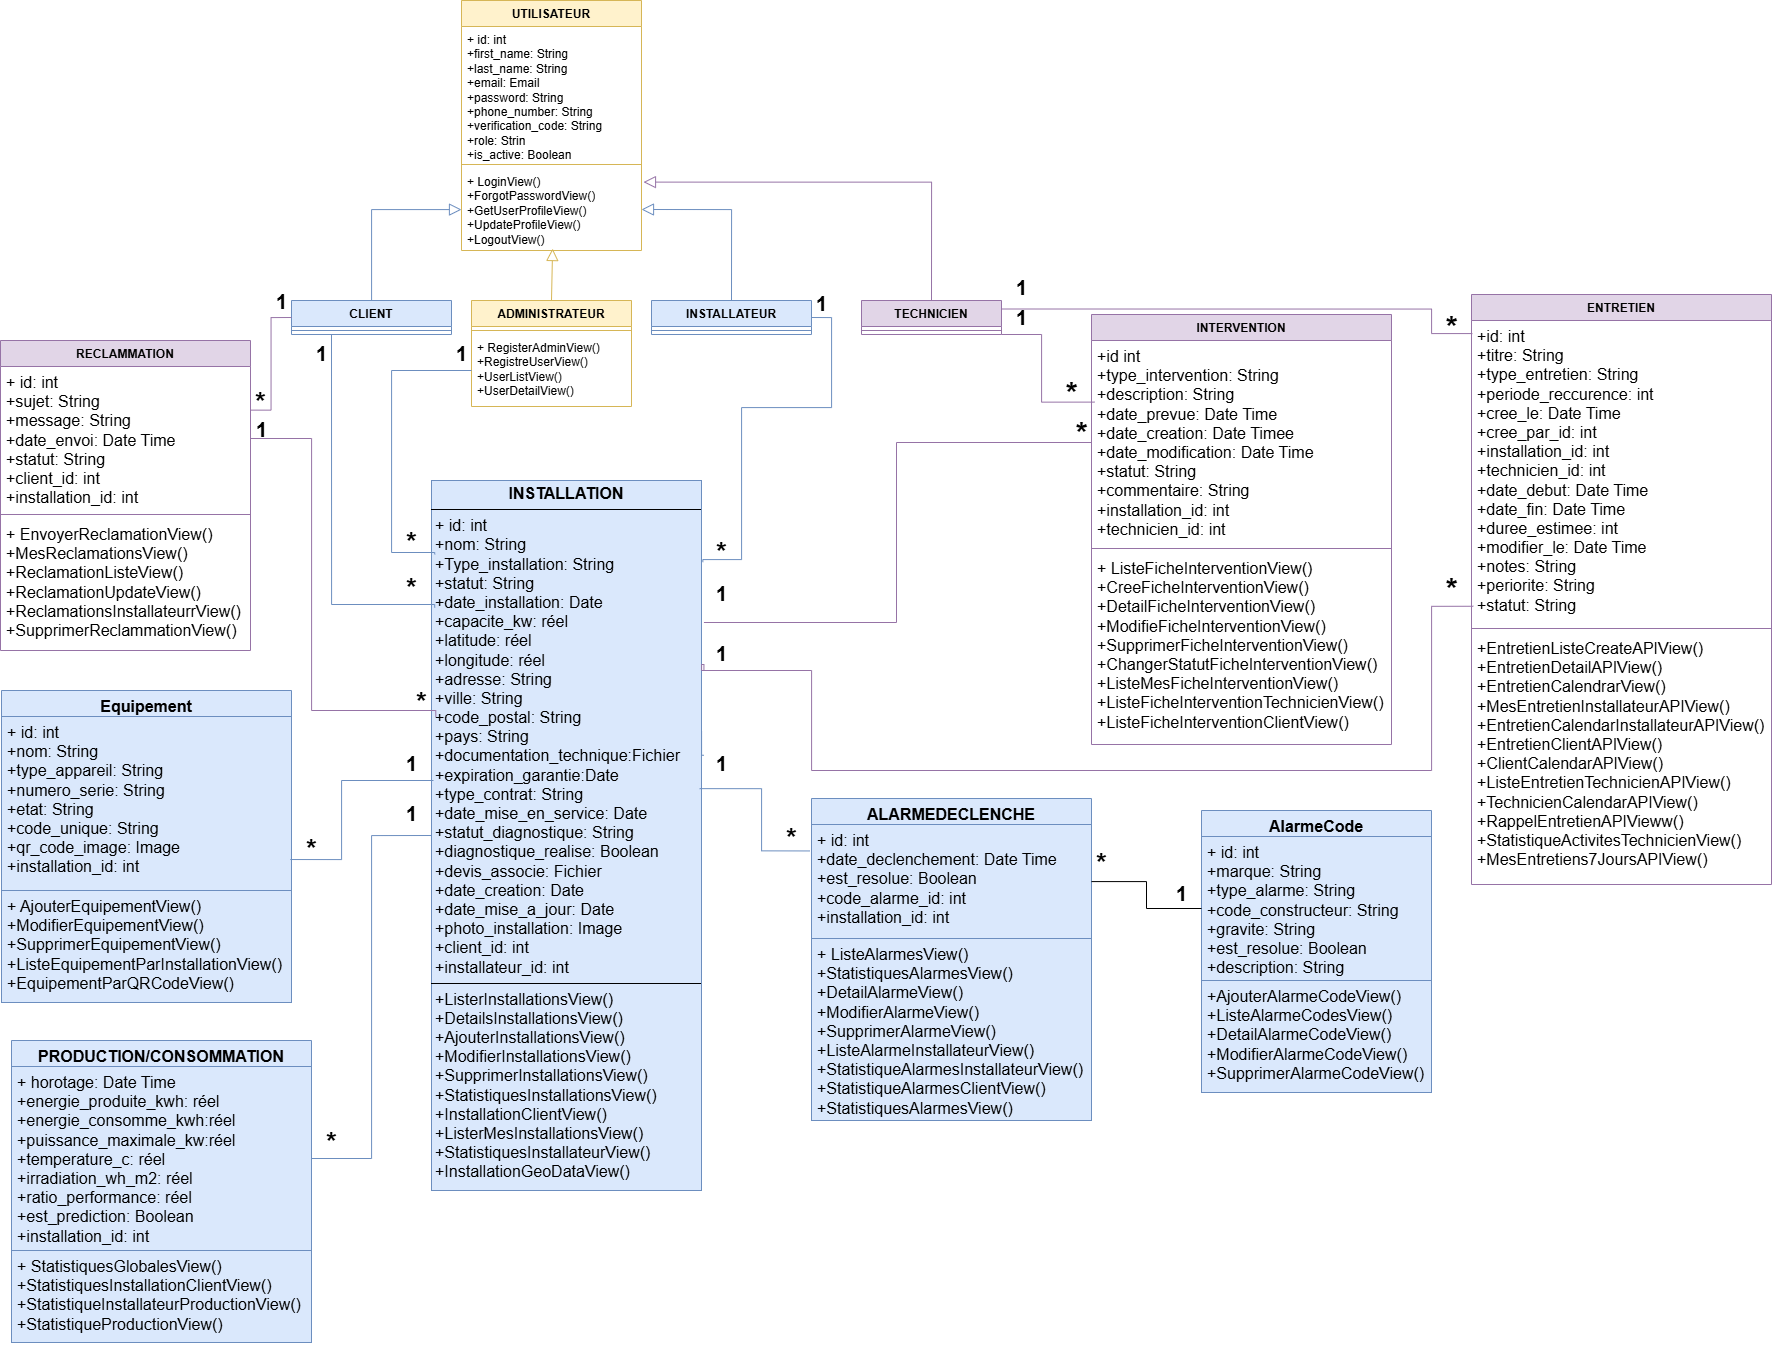 UTILISATEUR
+ id: int
+first_name: String
+last_name: String
+email: Email
+password: String
+phone_number: String
+verification_code: String
+role: Strin
+is_active: Boolean
+ LoginView()
+ForgotPasswordView()
+GetUserProfileView()
+UpdateProfileView()
+LogoutView()
1
CLIENT
1
1
ADMINISTRATEUR
+ RegisterAdminView()
+RegistreUserView()
+UserListView()
+UserDetailView()
INSTALLATEUR
1
TECHNICIEN
1
1
*
*
*
ENTRETIEN
+id: int
+titre: String
+type_entretien: String
+periode_reccurence: int
+cree_le: Date Time
+cree_par_id: int
+installation_id: int
+technicien_id: int
+date_debut: Date Time
+date_fin: Date Time
+duree_estimee: int
+modifier_le: Date Time
+notes: String
+periorite: String
+statut: String
+EntretienListeCreateAPIView()
+EntretienDetailAPIView()
+EntretienCalendrarView()
+MesEntretienInstallateurAPIView()
+EntretienCalendarInstallateurAPIView()
+EntretienClientAPIView()
+ClientCalendarAPIView()
+ListeEntretienTechnicienAPIView()
+TechnicienCalendarAPIView()
+RappelEntretienAPIVieww()
+StatistiqueActivitesTechnicienView()
+MesEntretiens7JoursAPIView()
*
INTERVENTION
+id int
+type_intervention: String
+description: String
+date_prevue: Date Time
+date_creation: Date Timee
+date_modification: Date Time
+statut: String
+commentaire: String
+installation_id: int
+technicien_id: int
+ ListeFicheInterventionView()
+CreeFicheInterventionView()
+DetailFicheInterventionView()
+ModifieFicheInterventionView()
+SupprimerFicheInterventionView()
+ChangerStatutFicheInterventionView()
+ListeMesFicheInterventionView()
+ListeFicheInterventionTechnicienView()
+ListeFicheInterventionClientView()
RECLAMMATION
+ id: int
+sujet: String
+message: String
+date_envoi: Date Time
+statut: String
+client_id: int
+installation_id: int
+ EnvoyerReclamationView()
+MesReclamationsView()
+ReclamationListeView()
+ReclamationUpdateView()
+ReclamationsInstallateurrView()
+SupprimerReclammationView()
*
1
*
*
*
INSTALLATION
+ id: int
+nom: String
+Type_installation: String
+statut: String
+date_installation: Date
+capacite_kw: réel
+latitude: réel
+longitude: réel
+adresse: String
+ville: String
+code_postal: String
+pays: String
+documentation_technique:Fichier
+expiration_garantie:Date
+type_contrat: String
+date_mise_en_service: Date
+statut_diagnostique: String
+diagnostique_realise: Boolean
+devis_associe: Fichier
+date_creation: Date
+date_mise_a_jour: Date
+photo_installation: Image
+client_id: int
+installateur_id: int
+ListerInstallationsView()
+DetailsInstallationsView()
+AjouterInstallationsView()
+ModifierInstallationsView()
+SupprimerInstallationsView()
+StatistiquesInstallationsView()
+InstallationClientView()
+ListerMesInstallationsView()
+StatistiquesInstallateurView()
+InstallationGeoDataView()
*
1
1
1
1
1
*
*
*
Equipement
+ id: int
+nom: String
+type_appareil: String
+numero_serie: String
+etat: String
+code_unique: String
+qr_code_image: Image
+installation_id: int
+ AjouterEquipementView()
+ModifierEquipementView()
+SupprimerEquipementView()
+ListeEquipementParInstallationView()
+EquipementParQRCodeView()
PRODUCTION/CONSOMMATION
+ horotage: Date Time
+energie_produite_kwh: réel
+energie_consomme_kwh:réel
+puissance_maximale_kw:réel
+temperature_c: réel
+irradiation_wh_m2: réel
+ratio_performance: réel
+est_prediction: Boolean
+installation_id: int
+ StatistiquesGlobalesView()
+StatistiquesInstallationClientView()
+StatistiqueInstallateurProductionView()
+StatistiqueProductionView()
ALARMEDECLENCHE
+ id: int
+date_declenchement: Date Time
+est_resolue: Boolean
+code_alarme_id: int
+installation_id: int
+ ListeAlarmesView()
+StatistiquesAlarmesView()
+DetailAlarmeView()
+ModifierAlarmeView()
+SupprimerAlarmeView()
+ListeAlarmeInstallateurView()
+StatistiqueAlarmesInstallateurView()
+StatistiqueAlarmesClientView()
+StatistiquesAlarmesView()
*
1
AlarmeCode
+ id: int
+marque: String
+type_alarme: String
+code_constructeur: String
+gravite: String
+est_resolue: Boolean
+description: String
+AjouterAlarmeCodeView()
+ListeAlarmeCodesView()
+DetailAlarmeCodeView()
+ModifierAlarmeCodeView()
+SupprimerAlarmeCodeView()